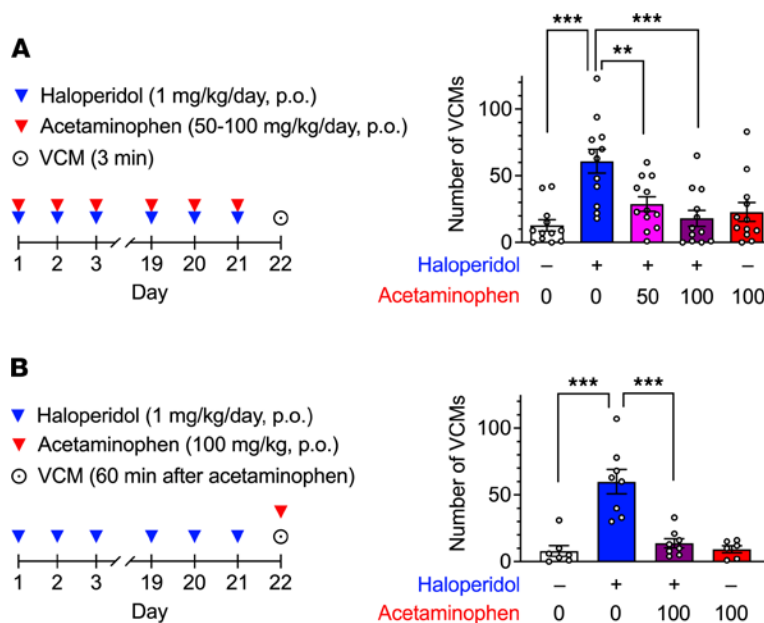 A
Haloperidol (1 mg/kg/day, p.o.)
Acetaminophen (50-100 mg/kg/day, p.o.)
VCM (3 min)
1 2 3 19 20 21 22
Day
*** ***
**
Number of VCMs
100
50
0
Haloperidol – + + + –
Acetaminophen 0 0 50 100 100
B
Haloperidol (1 mg/kg/day, p.o.)
Acetaminophen (100 mg/kg, p.o.)
VCM (60 min after acetaminophen)
1 2 3 19 20 21 22
Day
*** ***
Number of VCMs
100
50
0
Haloperidol – + + –
Acetaminophen 0 0 100 100